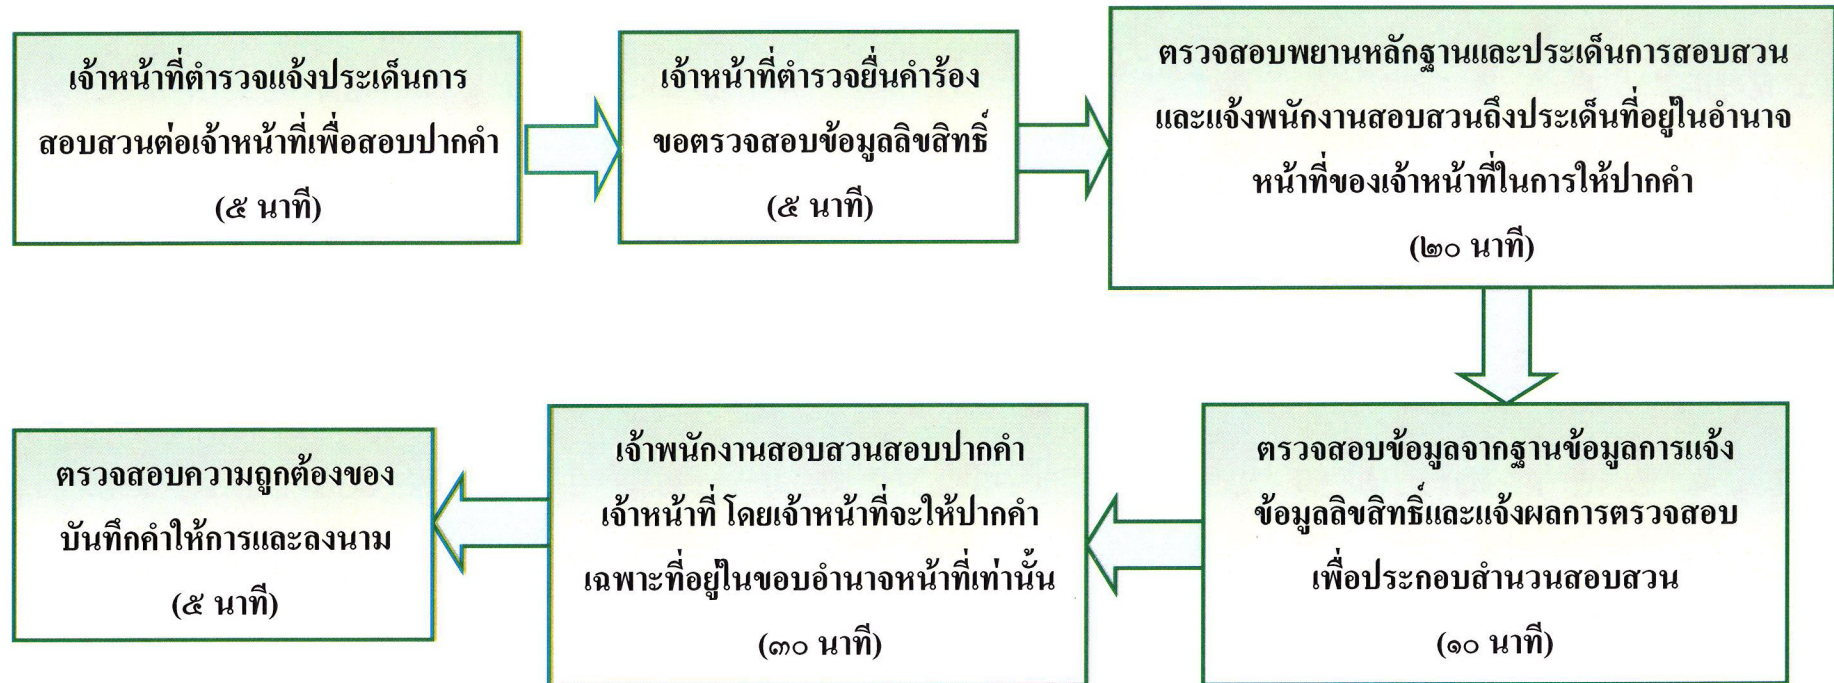 เจ้าหน้าที่ตำรวจแจ้งประเด็นการ
สอบสวนต่อเจ้าหน้าที่เพื่อสอบปากคำ
(๕ นาที)
เจ้าหน้าที่ตำรวจยื่นคำร้อง
ขอตรวจสอบข้อมูลลิขสิทธิ์
(๕ นาที)
ตรวจสอบพยานหลักฐานและประเด็นการสอบสวน
และแจ้งพนักงานสอบสวนถึงประเด็นที่อยู่ในอำนาจ
หน้าที่ของเจ้าหน้าที่ในการให้ปากคำ
(๒๐ นาที)
ตรวจสอบข้อมูลจากฐานข้อมูลการแจ้ง
ข้อมูลลิขสิทธิ์และแจ้งผลการตรวจสอบ
เพื่อประกอบสำนวนสอบสวน
(๑๐ นาที)
เจ้าพนักงานสอบสวนสอบปากคำ
เจ้าหน้าที่ โดยเจ้าหน้าที่จะให้ปากคำ
เฉพาะที่อยู่ในขอบอำนาจหน้าที่เท่านั้น
(๓๐ นาที)
ตรวจสอบความถูกต้องของ
บันทึกคำให้การและลงนาม
(๕ นาที)